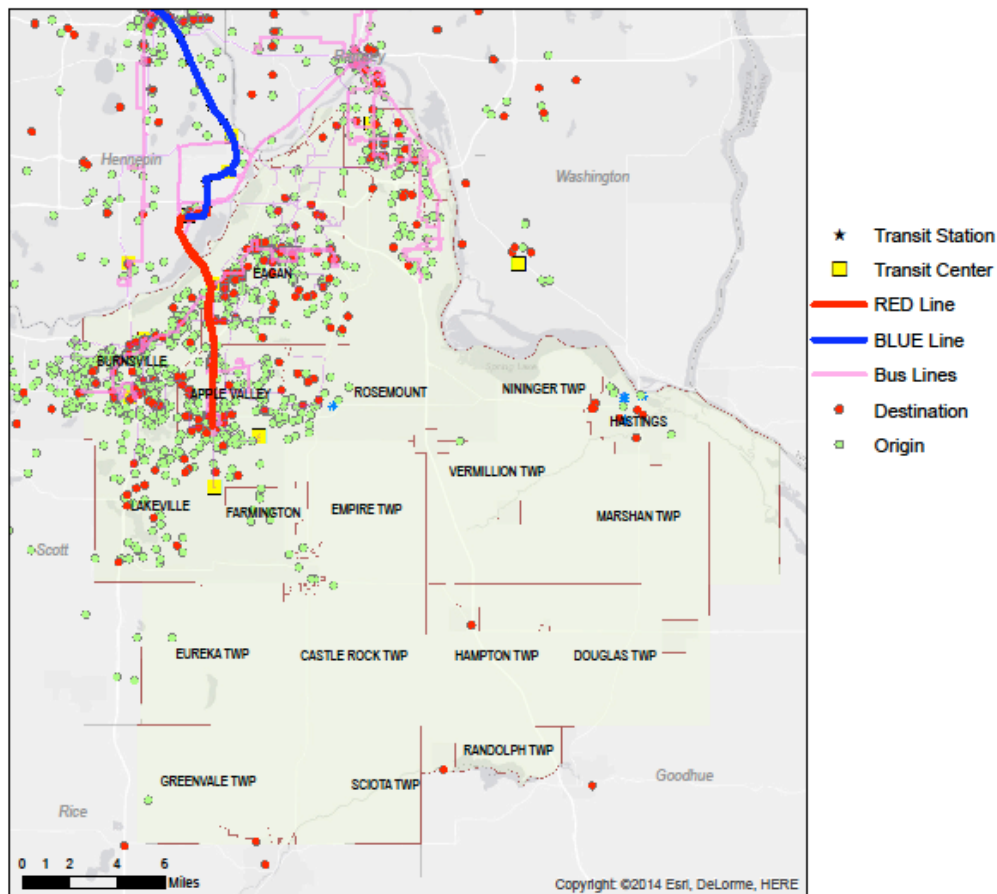 Ramsey
Hennepin
Washington
EAGAN
BURNSVILLE
APPLE VALLEY
ROSEMOUNT
Spring Lake
NININGER TWP
HASTINGS
VERMILLION TWP
LAKEVILLE
FARMINGTON
EMPIRE TWP
MARSHAN TWP
Scott
EUREKA TWP
CASTLE ROCK TWP
HAMPTON TWP
DOUGLAS TWP
RANDOLPH TWP
GREENVALE TWP
SCIOTA TWP
Goodhue
Rice
0 1 2 4 6
Miles
Copyright: ©2014 Esri, DeLorme, HERE
Transit Station
Transit Center
RED Line
BLUE Line
Bus Lines
Destination
Origin